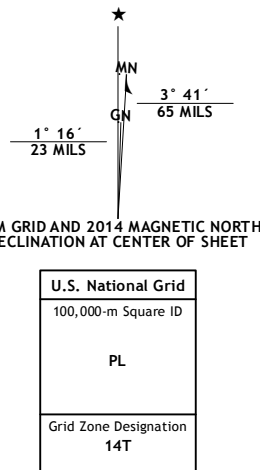 ★
MN
3° 41´
65 MILS
GN
1° 16´
23 MILS
M GRID AND 2014 MAGNETIC NORTH
ECLINATION AT CENTER OF SHEET
U.S. National Grid
100,000-m Square ID
PL
Grid Zone Designation
14T